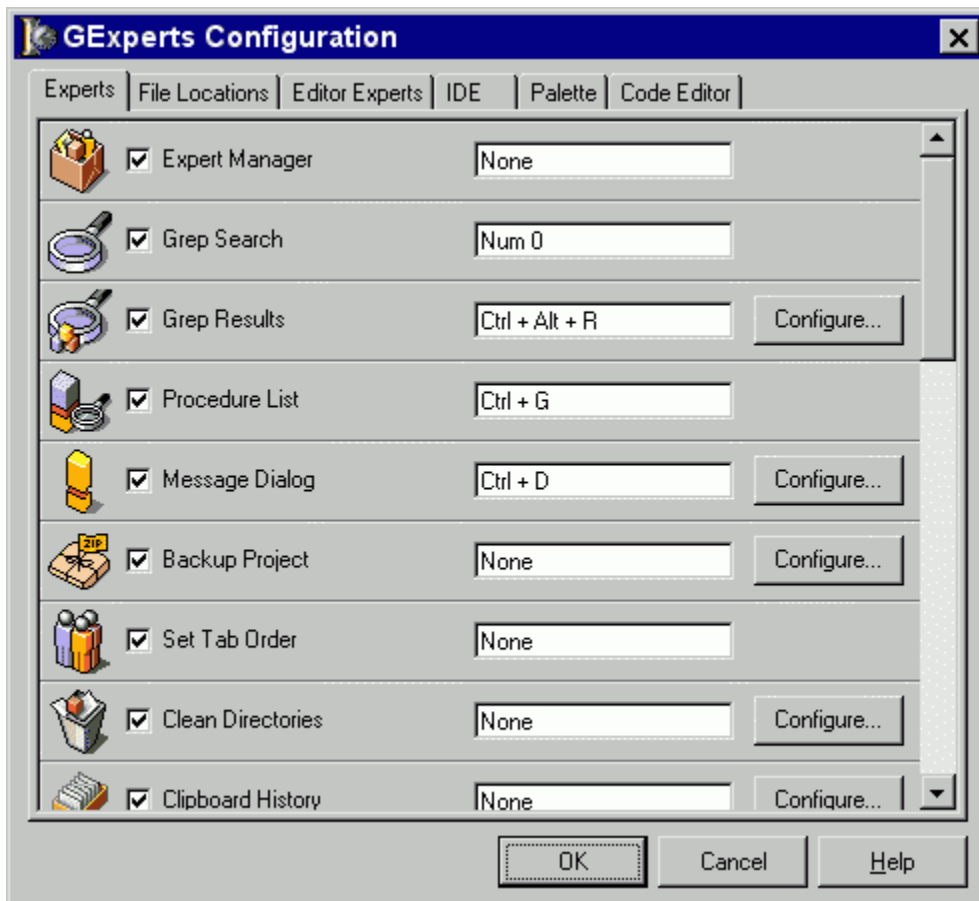 GExperts Configuration
Experts File Locations Editor Experts IDE Palette Code Editor
Expert Manager None
Grep Search Num 0
Grep Results Ctrl + Alt + R Configure...
Procedure List Ctrl + G
Message Dialog Ctrl + D Configure...
ZIP
Backup Project None Configure...
Set Tab Order None
Clean Directories None Configure...
Clipboard History None Configure...
OK Cancel Help